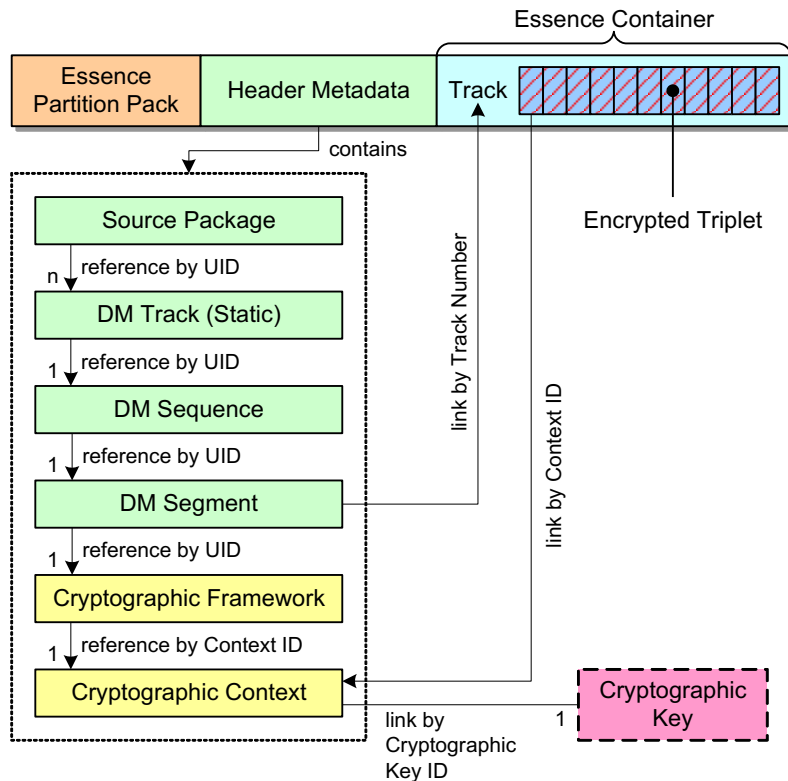 Essence Container
Essence
Partition Pack
Header Metadata
Track
contains
Encrypted Triplet
Source Package
n
reference by UID
DM Track (Static)
1
reference by UID
DM Sequence
1
reference by UID
DM Segment
1
reference by UID
Cryptographic Framework
1
reference by Context ID
Cryptographic Context
link by Track Number
link by Context ID
link by
Cryptographic
Key ID
1
Cryptographic
Key